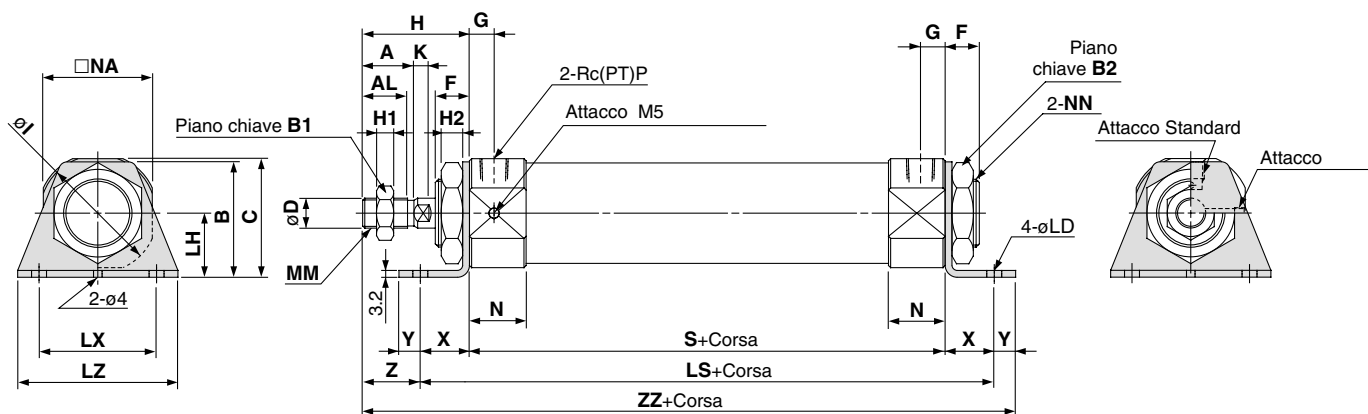 H
G
G
F
Piano
chiave B2
A
K
2-Rc(PT)P
□NA
AL
F
2-NN
øI
H1
H2
Attacco M5
Piano chiave B1
Attacco Standard
Attacco
øD
B
C
LH
4-øLD
MM
2-ø4
3.2
N
N
LX
Y
X
S+Corsa
X
Y
LZ
Z
LS+Corsa
ZZ+Corsa